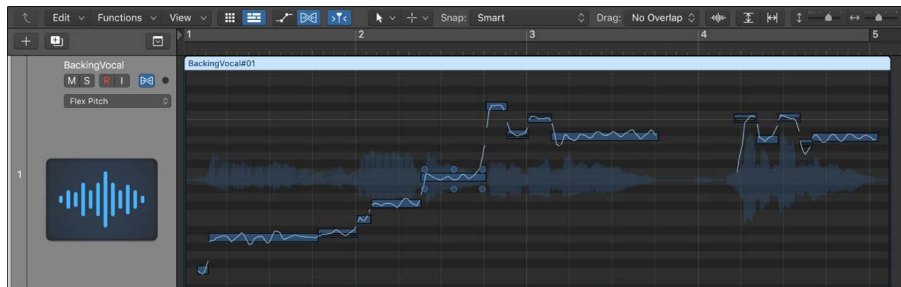 Edit Functions View Snap: Smart Drag: No Overlap
1 2 3 4 5
BackingVocal
BackingVocal#01
M S R I
Flex Pitch
1